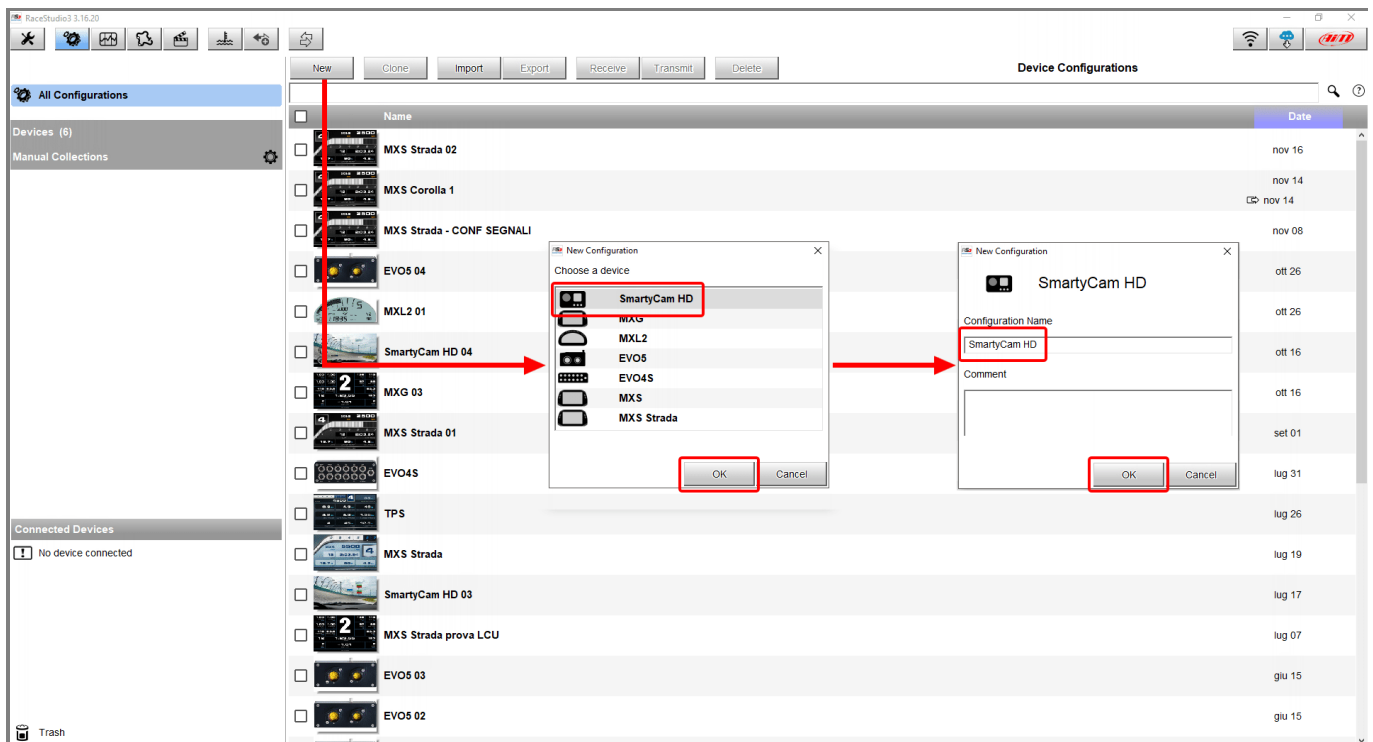 RaceStudio3 3.16.20
New Clone Import Export Receive Transmit Delete
Device Configurations
All Configurations
Devices (6)
Manual Collections
Name
Date
MXS Strada 02
nov 16
MXS Corolla 1
nov 14
nov 14
MXS Strada - CONF SEGNALI
nov 08
EVO5 04
ott 26
MXL2 01
ott 26
SmartyCam HD 04
ott 16
MXG 03
ott 16
MXS Strada 01
set 01
EVO4S
lug 31
TPS
lug 26
MXS Strada
lug 19
SmartyCam HD 03
lug 17
MXS Strada prova LCU
lug 07
EVO5 03
giu 15
EVO5 02
giu 15
New Configuration
Choose a device
SmartyCam HD
MXG
MXL2
EVO5
EVO4S
MXS
MXS Strada
OK Cancel
New Configuration
SmartyCam HD
Configuration Name
SmartyCam HD
Comment
OK Cancel
Connected Devices
No device connected
Trash